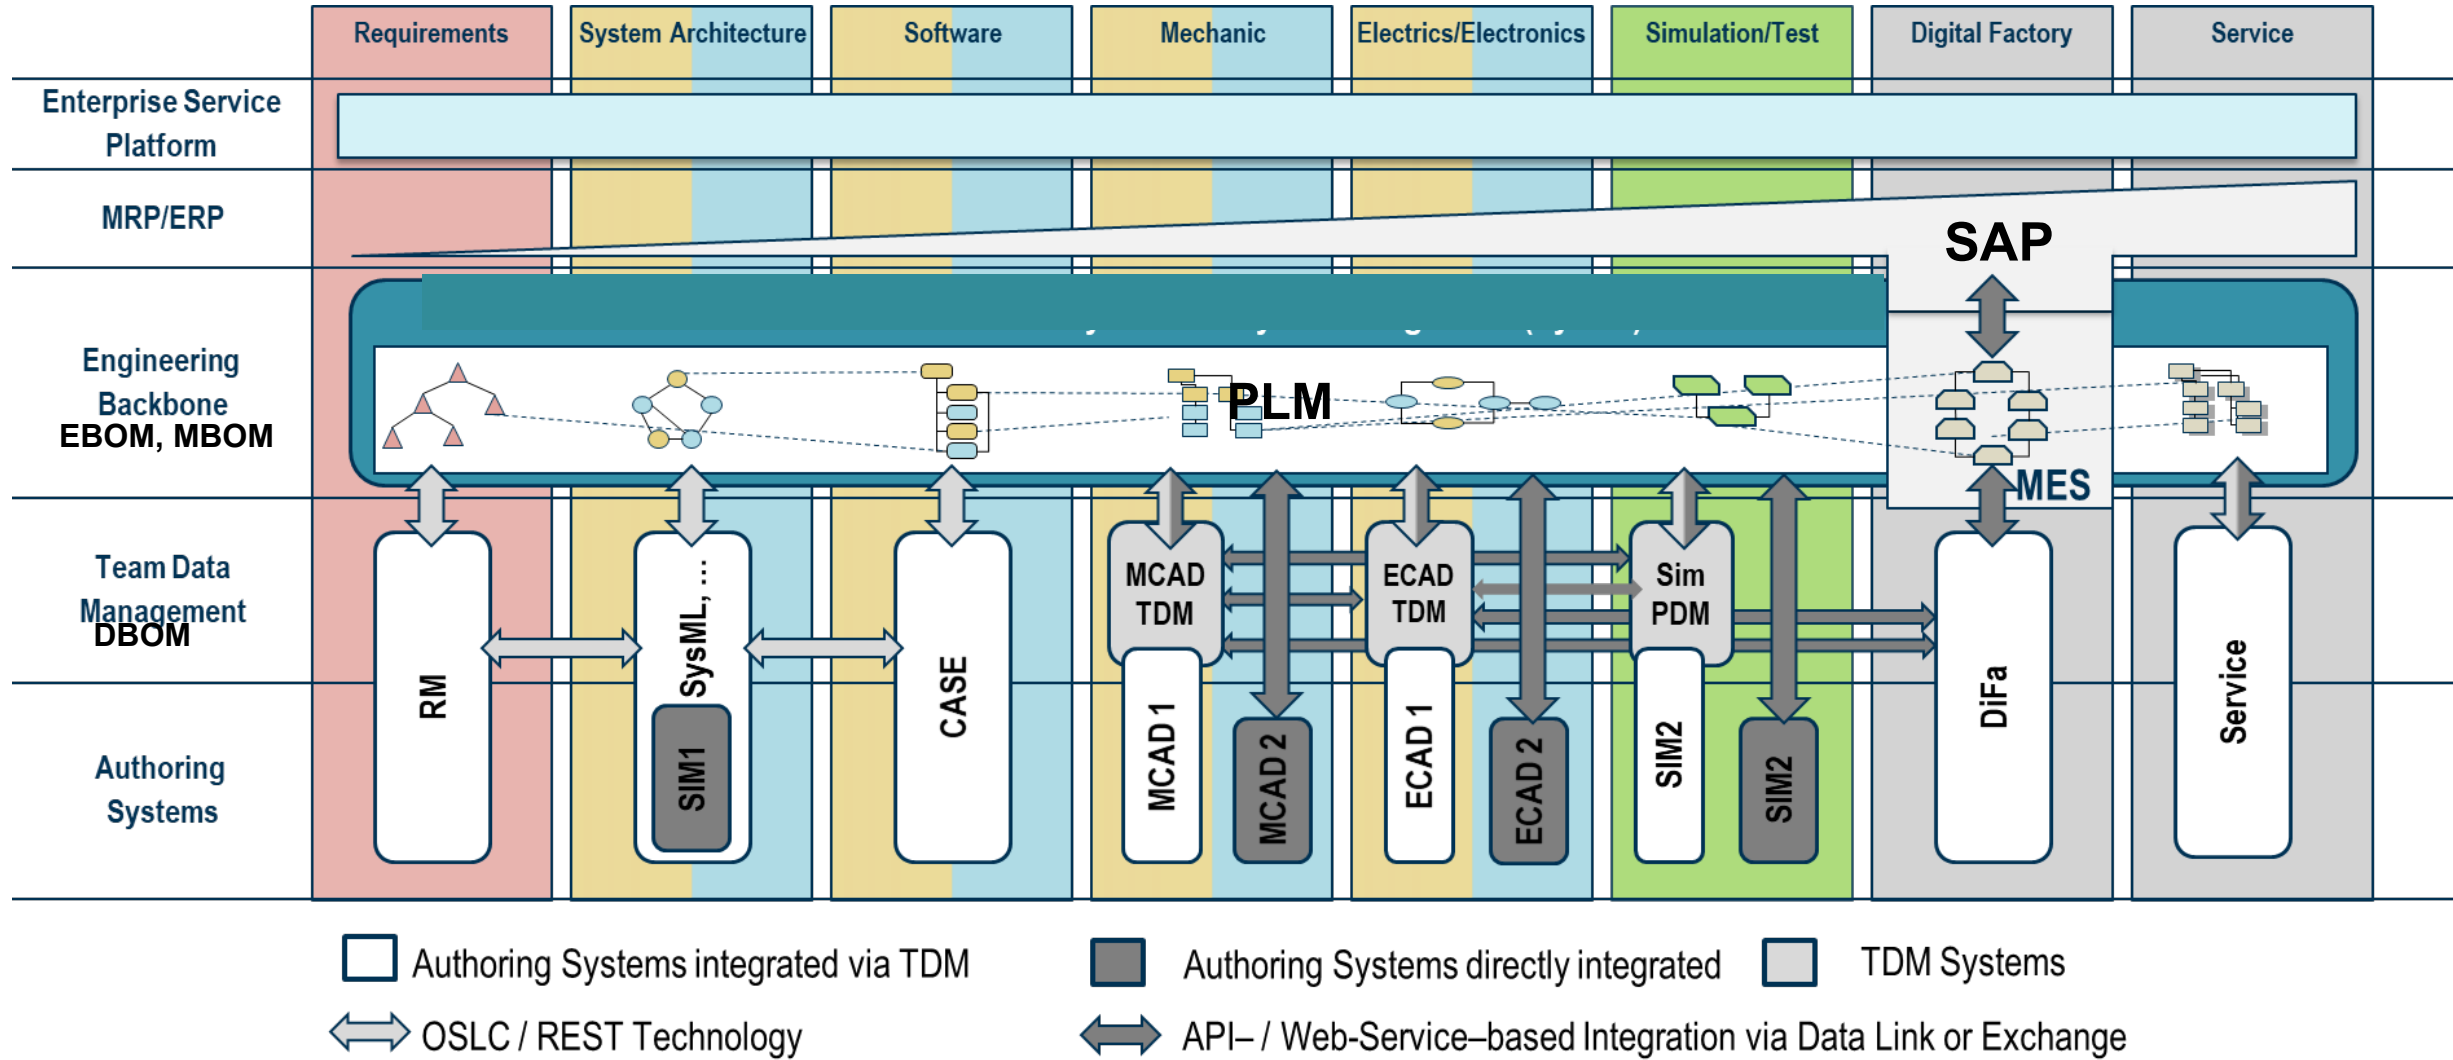 Requirements
System Architecture
Software
Mechanic
Electrics/Electronics
Simulation/Test
Digital Factory
Service
Enterprise Service
Platform
MRP/ERP
SAP
Engineering
Backbone
EBOM, MBOM
PLM
MES
Team Data
Management
DBOM
Authoring
Systems
RM
SysML, ...
SIM1
CASE
MCAD
TDM
MCAD 1
MCAD 2
ECAD
TDM
ECAD 1
ECAD 2
Sim
PDM
SIM2
SIM2
DiFa
Service
Authoring Systems integrated via TDM
Authoring Systems directly integrated
TDM Systems
OSLC / REST Technology
API– / Web-Service–based Integration via Data Link or Exchange